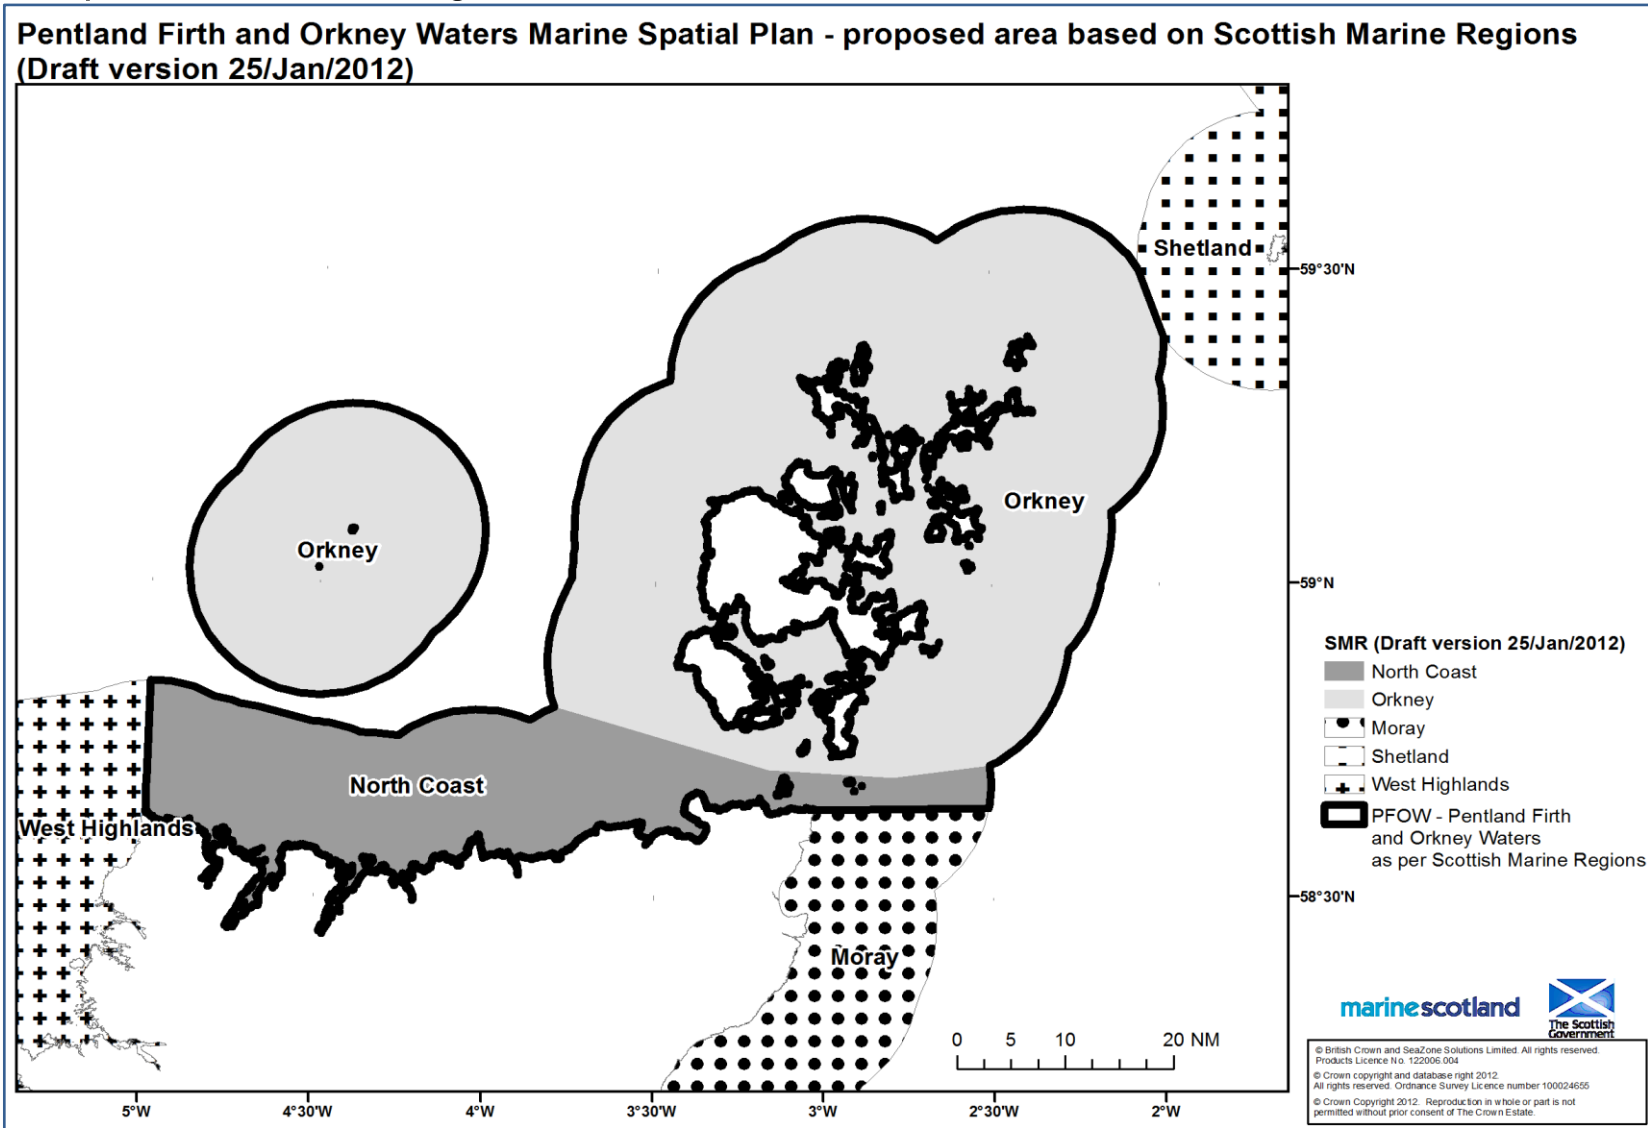 Pentland Firth and Orkney Waters Marine Spatial Plan - proposed area based on Scottish Marine Regions
(Draft version 25/Jan/2012)
Shetland
59°30'N
Orkney
Orkney
59°N
SMR (Draft version 25/Jan/2012)
North Coast
Orkney
Moray
Shetland
West Highlands
PFOW - Pentland Firth
and Orkney Waters
as per Scottish Marine Regions
North Coast
West Highlands
58°30'N
Moray
0 5 10 20 NM
marinescotland
The Scottish
Government
© British Crown and SeaZone Solutions Limited. All rights reserved.
Products Licence No. 122006.004
© Crown copyright and database right 2012.
All rights reserved. Ordnance Survey Licence number 100024655
© Crown Copyright 2012. Reproduction in whole or part is not
permitted without prior consent of The Crown Estate.
5°W 4°30'W 4°W 3°30'W 3°W 2°30'W 2°W